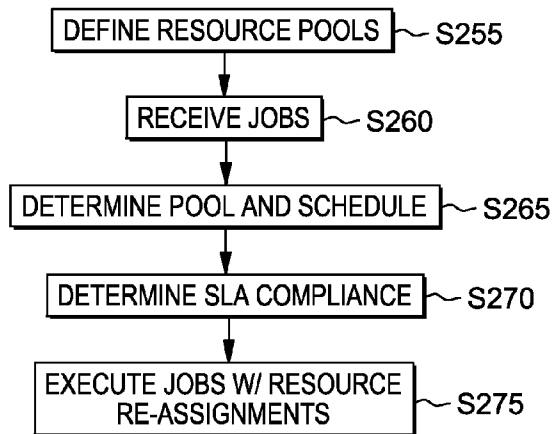 DEFINE RESOURCE POOLS S255
RECEIVE JOBS S260
DETERMINE POOL AND SCHEDULE S265
DETERMINE SLA COMPLIANCE S270
EXECUTE JOBS W/ RESOURCE
RE-ASSIGNMENTS S275